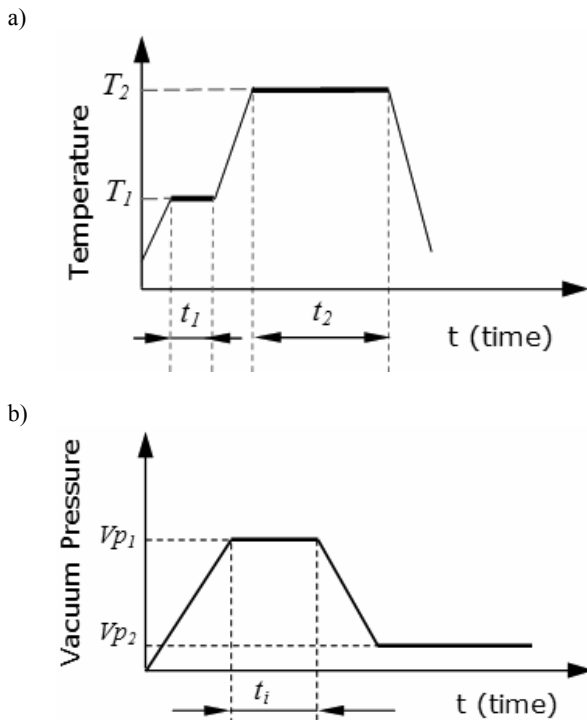 a)
T2
Temperature
T1
t1
t2
t (time)
b)
Vacuum Pressure
Vp1
Vp2
ti
t (time)